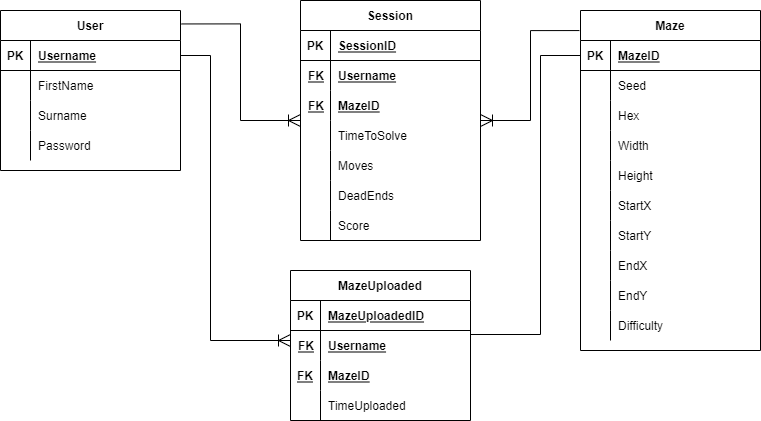 User
PK Username
FirstName
Surname
Password
Session
PK SessionID
FK Username
FK MazeID
TimeToSolve
Moves
DeadEnds
Score
Maze
PK MazeID
Seed
Hex
Width
Height
StartX
StartY
EndX
EndY
Difficulty
MazeUploaded
PK MazeUploadedID
FK Username
FK MazeID
TimeUploaded